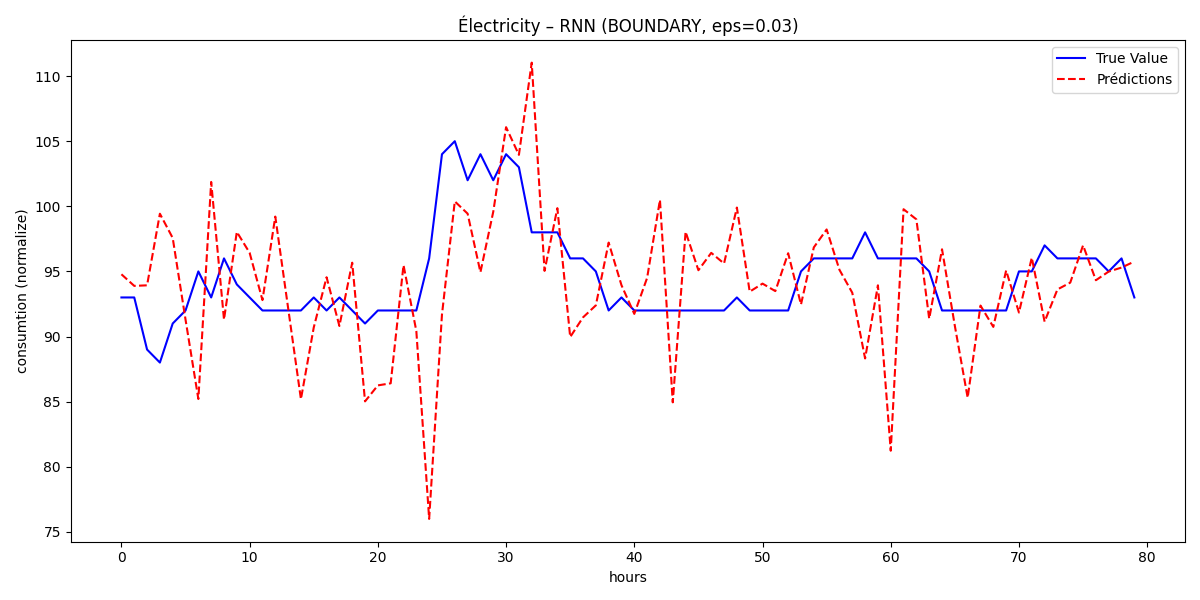 Électricity – RNN (BOUNDARY, eps=0.03)
True Value
Prédictions
consumtion (normalize)
110
105
100
95
90
85
80
75
0 10 20 30 40 50 60 70 80
hours